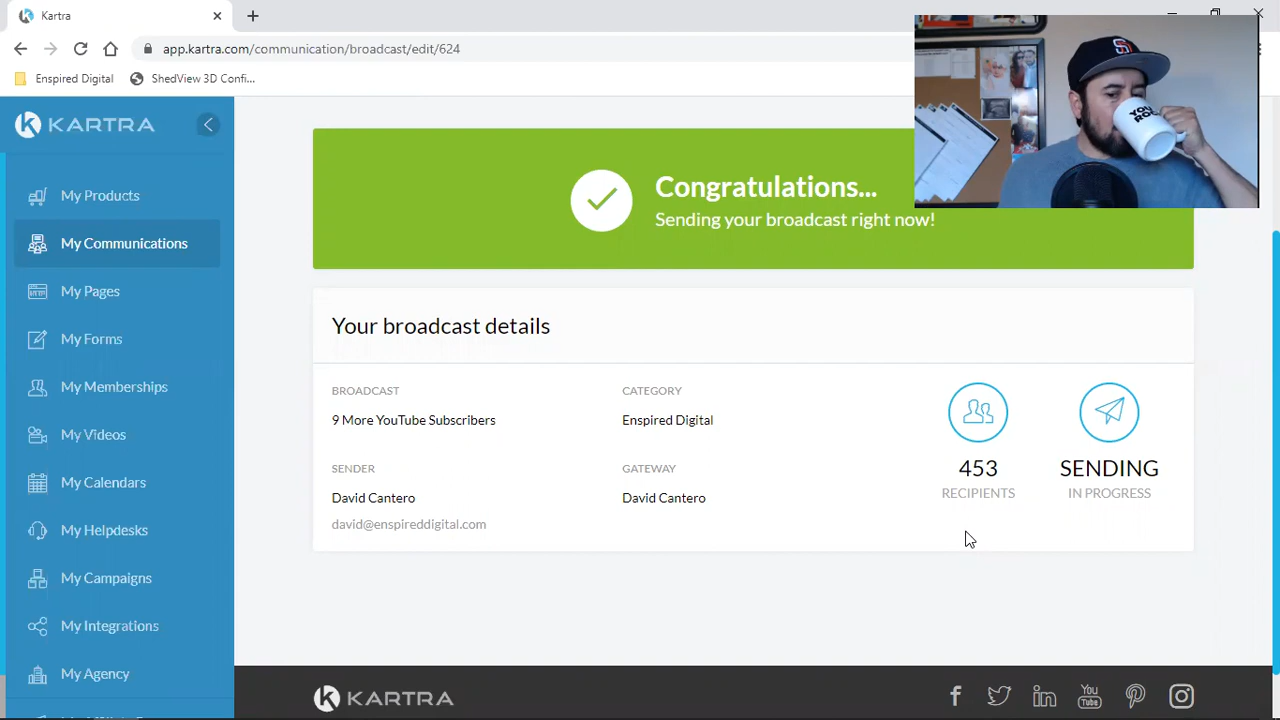 Kartra
app.kartra.com/communication/broadcast/edit/624
Enspired Digital
ShedView 3D Confi...
KARTRA
My Products
My Communications
My Pages
My Forms
My Memberships
My Videos
My Calendars
My Helpdesks
My Campaigns
My Integrations
My Agency
Congratulations...
Sending your broadcast right now!
Your broadcast details
BROADCAST
9 More YouTube Subscribers
CATEGORY
Enspired Digital
SENDER
David Cantero
david@enspireddigital.com
GATEWAY
David Cantero
453
RECIPIENTS
SENDING
IN PROGRESS
KARTRA
You
Tube